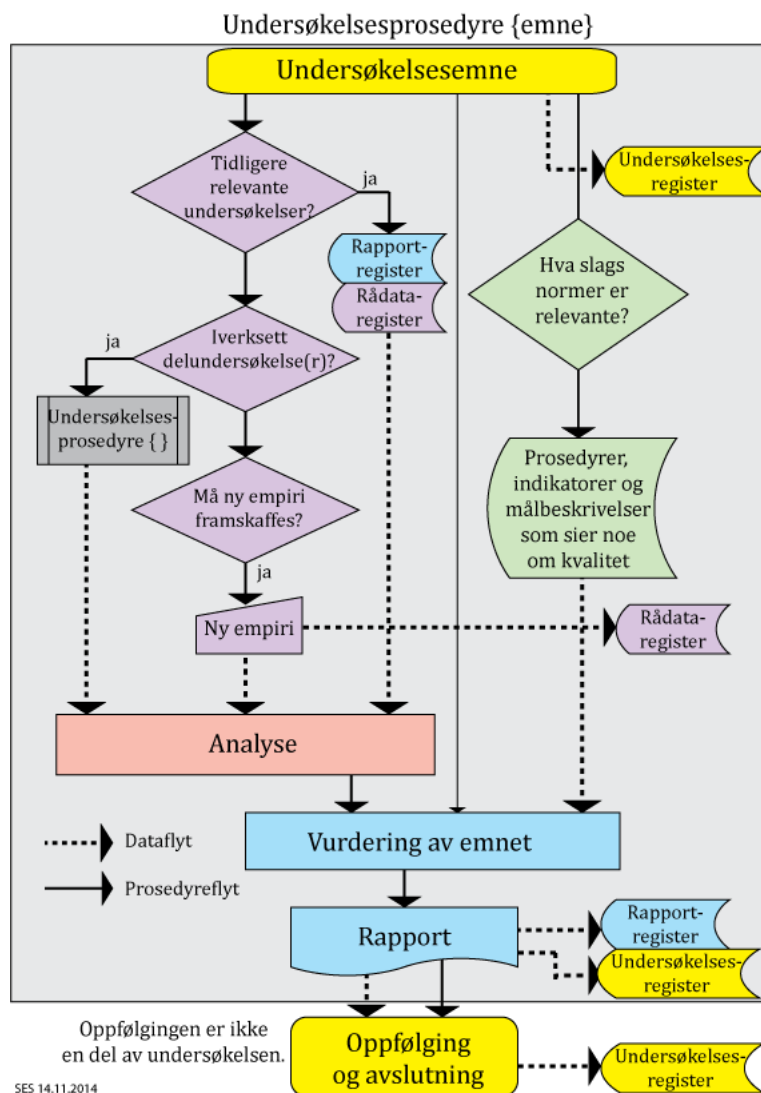 Undersøkelsesprosedyre {emne}
Undersøkelsesemne
Tidligere
relevante
undersøkelser?
ja
Undersøkelses-
register
Rapport-
register
Rådata-
register
Hva slags
normer er
relevante?
ja
Iverksett
delundersøkelse(r)?
Undersøkelses-
prosedyre { }
Må ny empiri
framskaffes?
Prosedyrer,
indikatorer og
målbeskrivelser
som sier noe
om kvalitet
ja
Ny empiri
Rådata-
register
Analyse
Vurdering av emnet
Dataflyt
Prosedyreflyt
Rapport
Rapport-
register
Undersøkelses-
register
Oppfølgingen er ikke
en del av undersøkelsen.
Oppfølging
og avslutning
Undersøkelses-
register
SES 14.11.2014